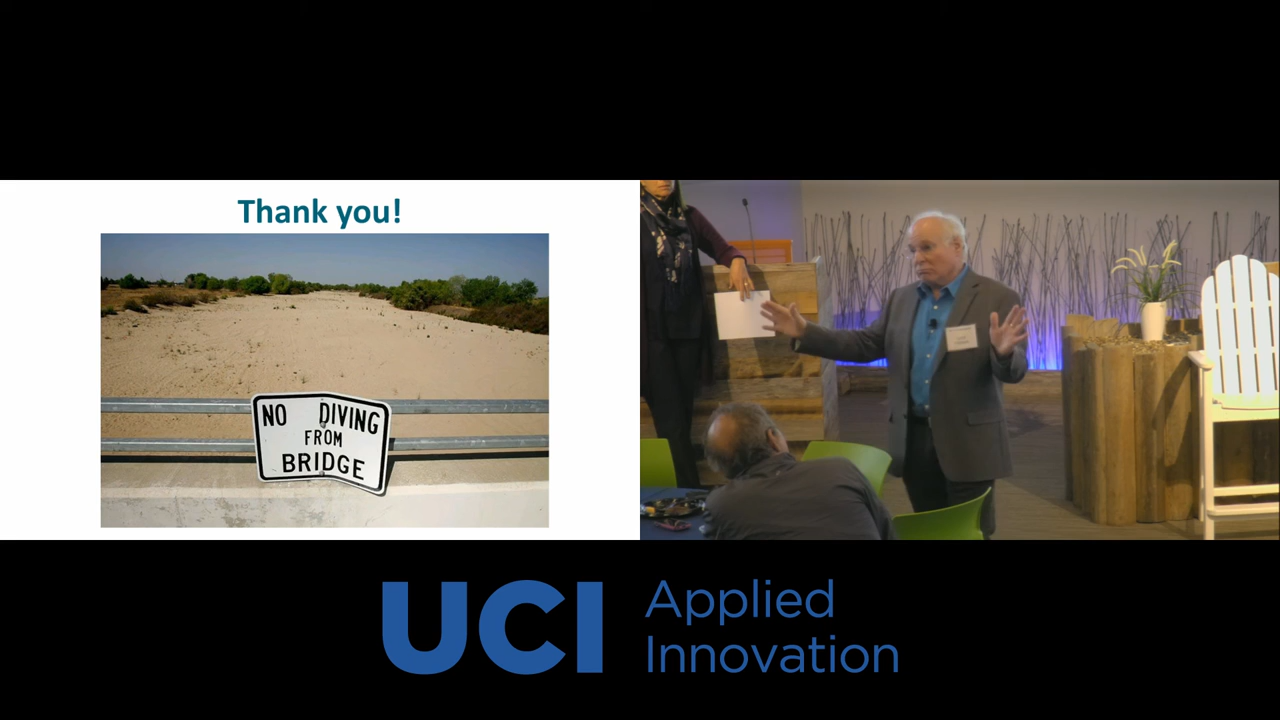 Thank you!
NO DIVING
FROM
BRIDGE
UCI
Applied
Innovation